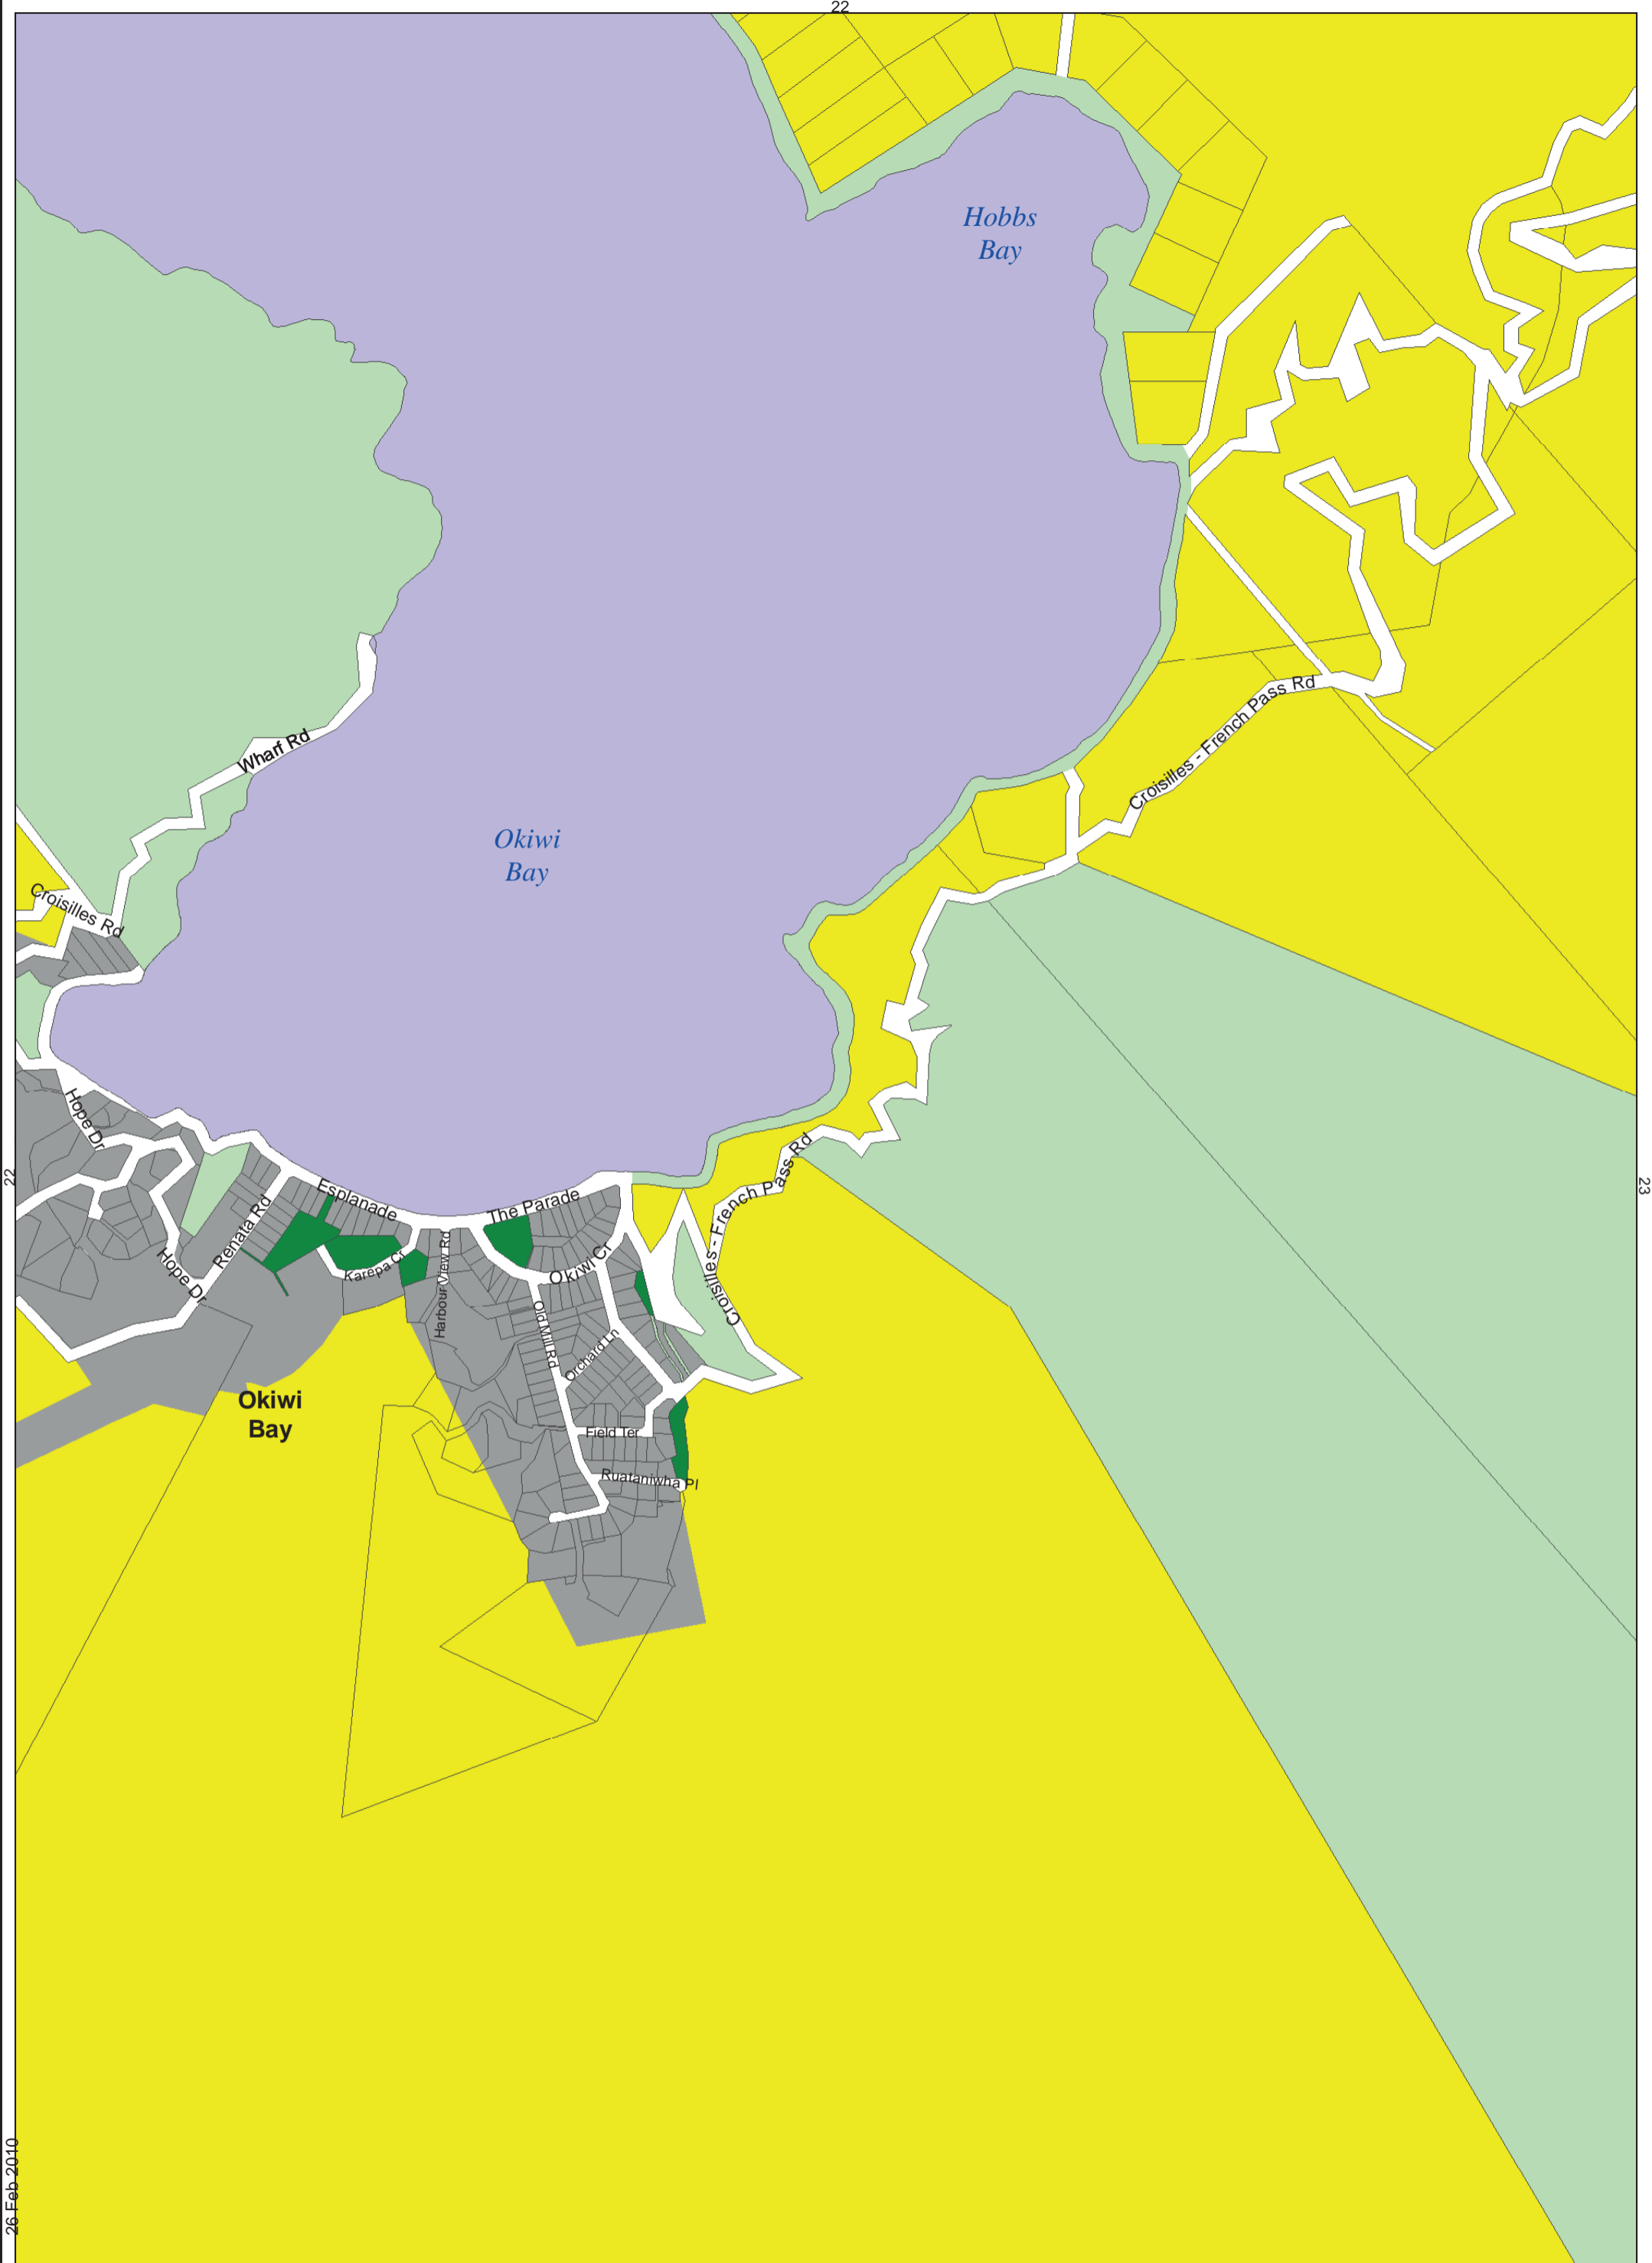 22
Hobbs
Bay
Croisilles - French Pass Rd
Wharf Rd
Okiwi
Bay
Croisilles Rd
Hope Dr
22
23
Esplanade
The Parade
Croisilles - French Pass Rd
Renata Rd
Hope Dr
Karepa Cr
Harbour View Rd
Okiwi Cr
Old Mill Rd
Orchard Ln
Okiwi
Bay
Field Ter
Ruataniwha Pl
26 Feb 2010